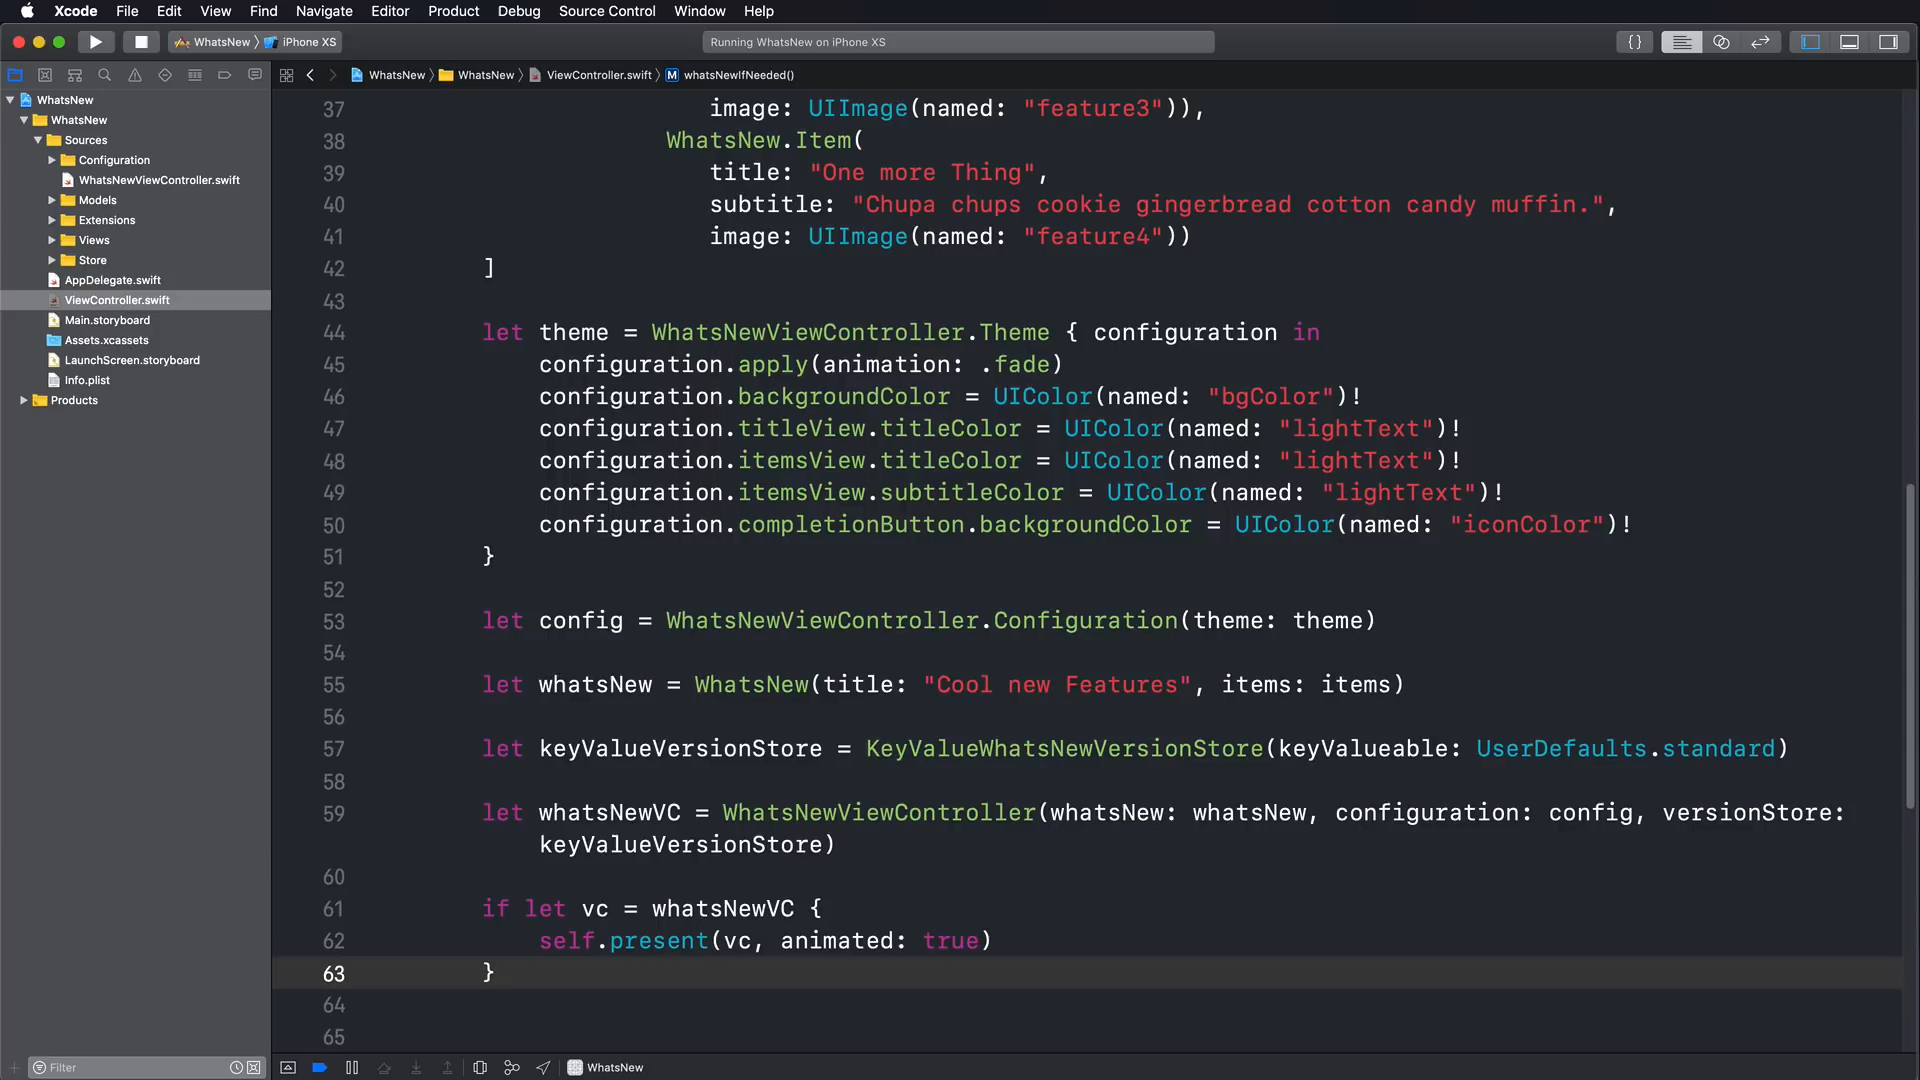 Xcode File Edit View Find Navigate Editor Product Debug Source Control Window Help
WhatsNew iPhone XS Running WhatsNew on iPhone XS {}
WhatsNew WhatsNew ViewController.swift M whatsNewIfNeeded()
WhatsNew
WhatsNew
Sources
Configuration
WhatsNewViewController.swift
Models
Extensions
Views
Store
AppDelegate.swift
ViewController.swift
Main.storyboard
Assets.xcassets
LaunchScreen.storyboard
Info.plist
Products
Filter
37 image: UIImage(named: "feature3")),
38 WhatsNew.Item(
39 title: "One more Thing",
40 subtitle: "Chupa chups cookie gingerbread cotton candy muffin.",
41 image: UIImage(named: "feature4"))
42 ]
43
44 let theme = WhatsNewViewController.Theme { configuration in
45 configuration.apply(animation: .fade)
46 configuration.backgroundColor = UIColor(named: "bgColor")!
47 configuration.titleView.titleColor = UIColor(named: "lightText")!
48 configuration.itemsView.titleColor = UIColor(named: "lightText")!
49 configuration.itemsView.subtitleColor = UIColor(named: "lightText")!
50 configuration.completionButton.backgroundColor = UIColor(named: "iconColor")!
51 }
52
53 let config = WhatsNewViewController.Configuration(theme: theme)
54
55 let whatsNew = WhatsNew(title: "Cool new Features", items: items)
56
57 let keyValueVersionStore = KeyValueWhatsNewVersionStore(keyValueable: UserDefaults.standard)
58
59 let whatsNewVC = WhatsNewViewController(whatsNew: whatsNew, configuration: config, versionStore:
keyValueVersionStore)
60
61 if let vc = whatsNewVC {
62 self.present(vc, animated: true)
63 }
64
65
WhatsNew